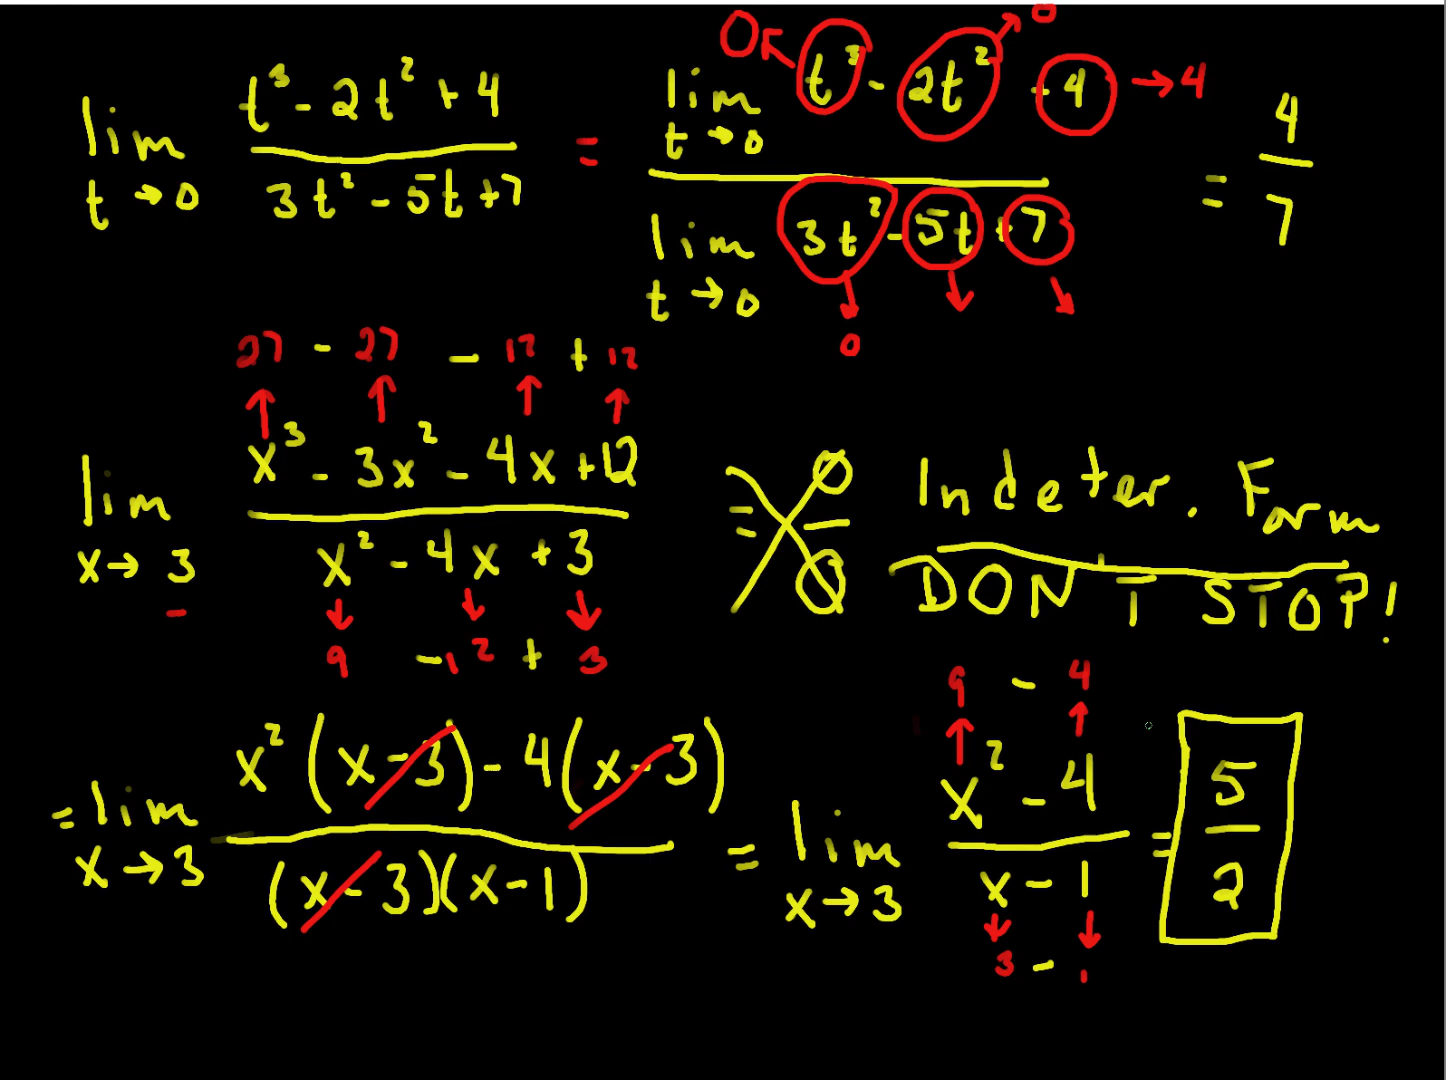 lim t→0 (t³ - 2t² + 4)/(3t² - 5t + 7) = (lim t→0 t³ - 2t² + 4)/(lim t→0 3t² - 5t + 7) = 4/7
0 0 → 4
0
27 - 27 - 12 + 12
lim x→3 (x³ - 3x² - 4x + 12)/(x² - 4x + 3) = 0/0 Indeter. Form
DON'T STOP!
9 - 12 + 3
9 - 4
= lim x→3 (x²(x-3) - 4(x-3))/((x-3)(x-1)) = lim x→3 (x² - 4)/(x - 1) = 5/2
3 - 1